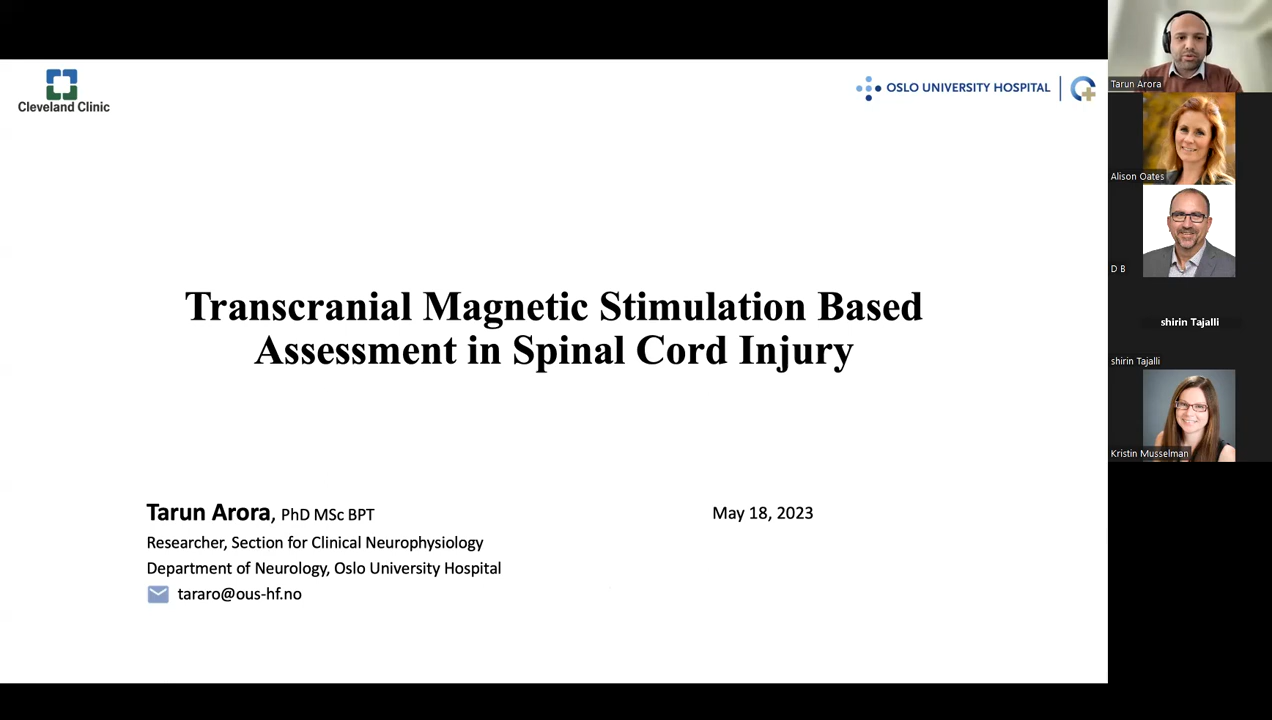 Cleveland Clinic
OSLO UNIVERSITY HOSPITAL
Transcranial Magnetic Stimulation Based
Assessment in Spinal Cord Injury
Tarun Arora, PhD MSc BPT
May 18, 2023
Researcher, Section for Clinical Neurophysiology
Department of Neurology, Oslo University Hospital
tararo@ous-hf.no
Tarun Arora
Alison Oates
D B
shirin Tajalli
shirin Tajalli
Kristin Musselman